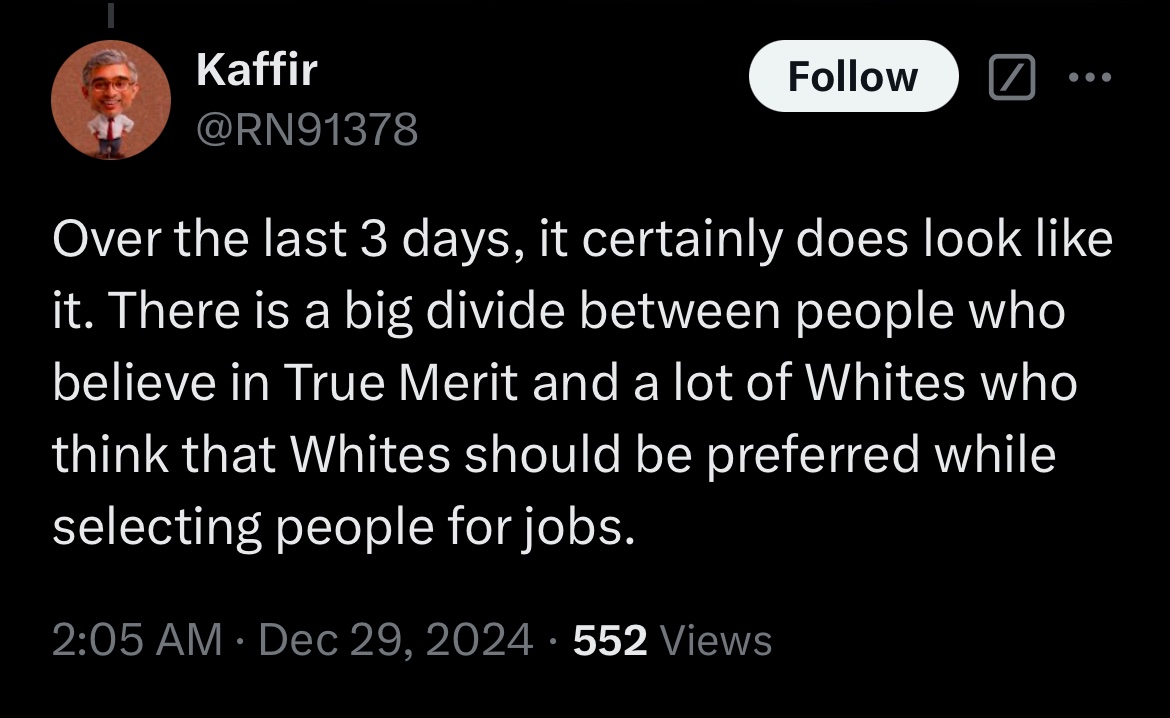 Kaffir
Follow
@RN91378
Over the last 3 days, it certainly does look like
it. There is a big divide between people who
believe in True Merit and a lot of Whites who
think that Whites should be preferred while
selecting people for jobs.
2:05 AM · Dec 29, 2024 · 552 Views